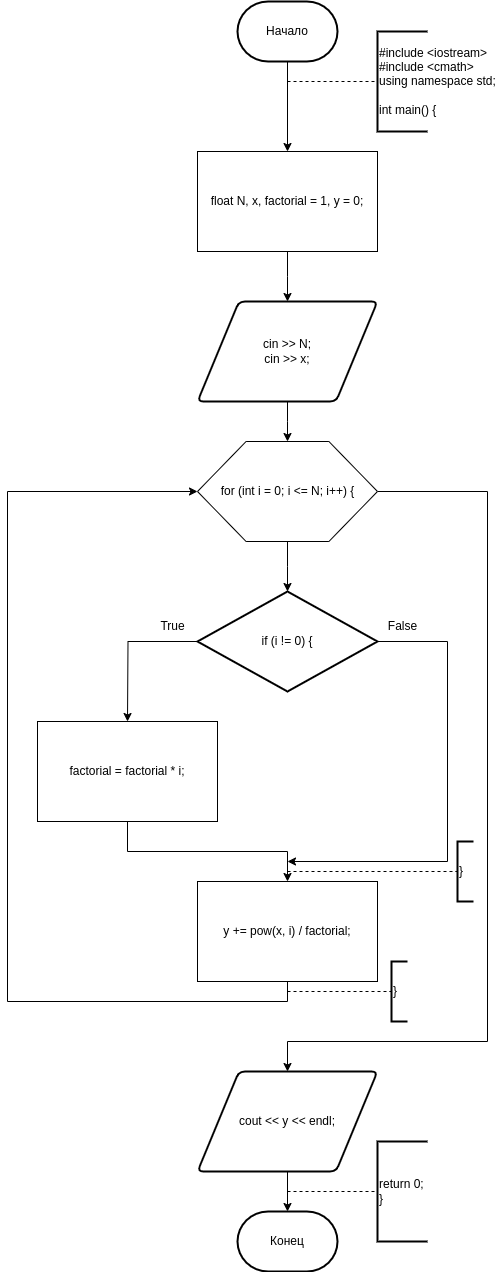 Начало
#include <iostream>
#include <cmath>
using namespace std;
int main() {
float N, x, factorial = 1, y = 0;
cin >> N;
cin >> x;
for (int i = 0; i <= N; i++) {
True
False
if (i != 0) {
factorial = factorial * i;
}
y += pow(x, i) / factorial;
}
cout << y << endl;
return 0;
}
Конец